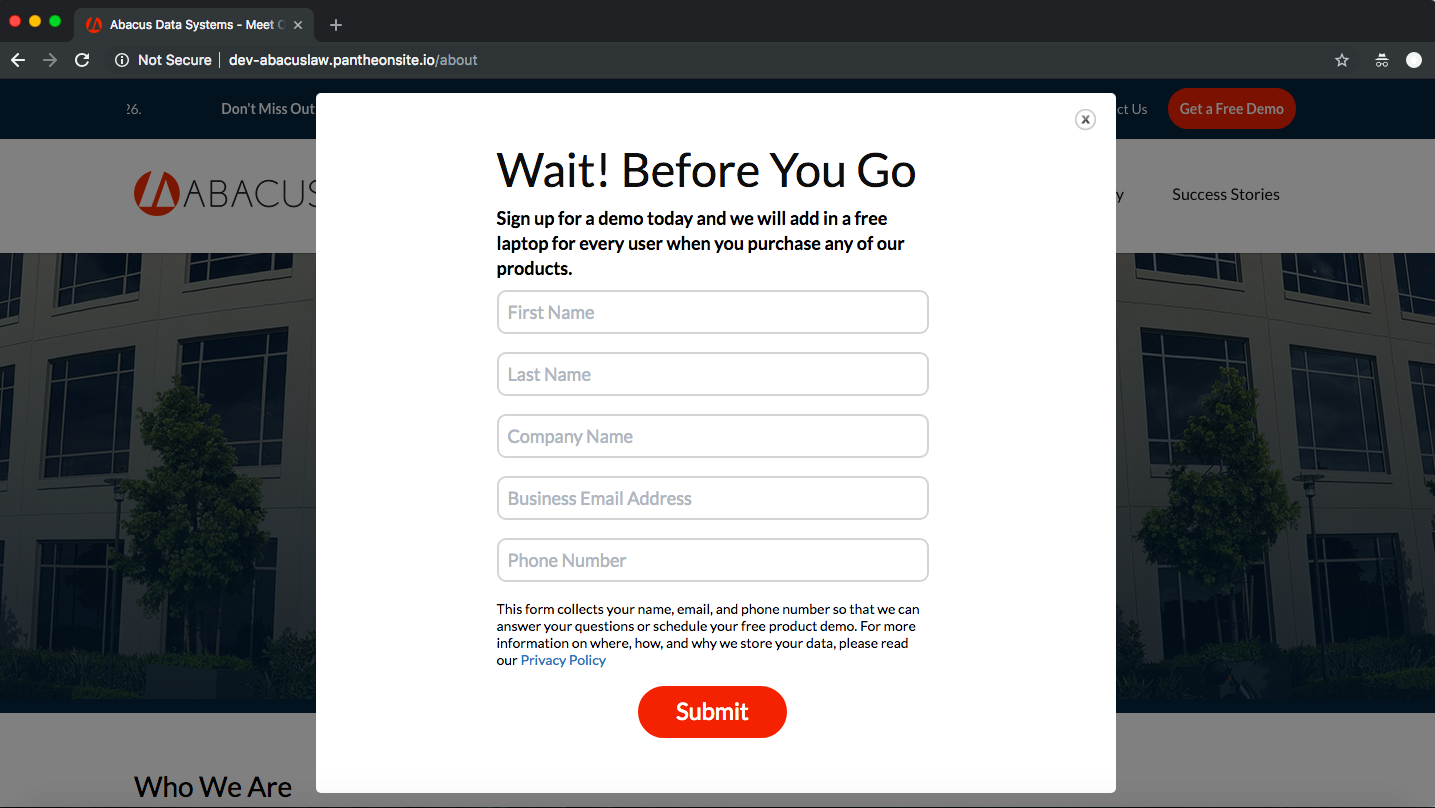 Abacus Data Systems - Meet
Not Secure
dev-abacuslaw.pantheonsite.io/about
26.
Don't Miss Out
ct Us
Get a Free Demo
ABACUS
y
Success Stories
x
Wait! Before You Go
Sign up for a demo today and we will add in a free
laptop for every user when you purchase any of our
products.
First Name
Last Name
Company Name
Business Email Address
Phone Number
This form collects your name, email, and phone number so that we can
answer your questions or schedule your free product demo. For more
information on where, how, and why we store your data, please read
our Privacy Policy
Submit
Who We Are